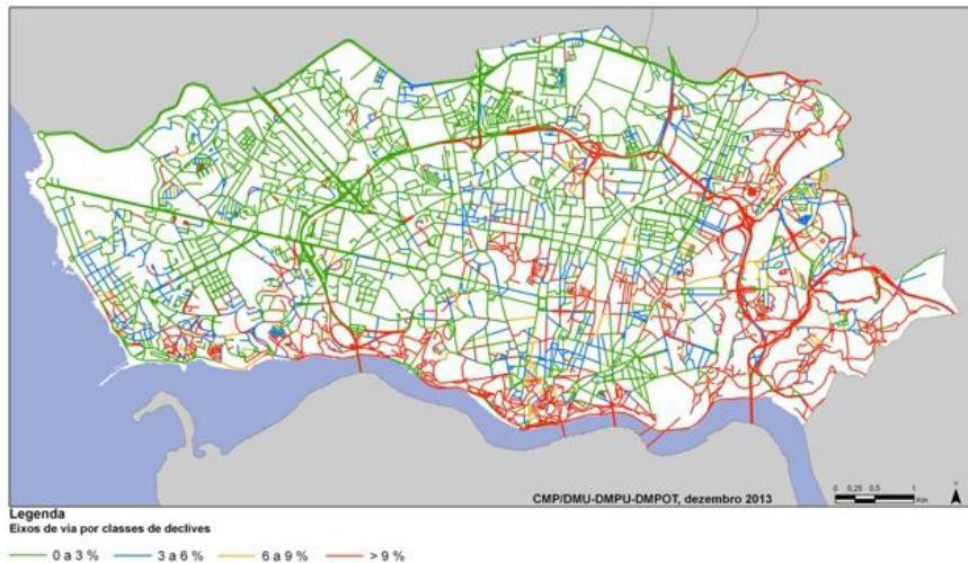 CMP/DMU-DMPU-DMPOT, dezembro 2013
0 0.25 0.5 1
Km
Legenda
Eixos de via por classes de declives
0 a 3 % 3 a 6 % 6 a 9 % > 9 %